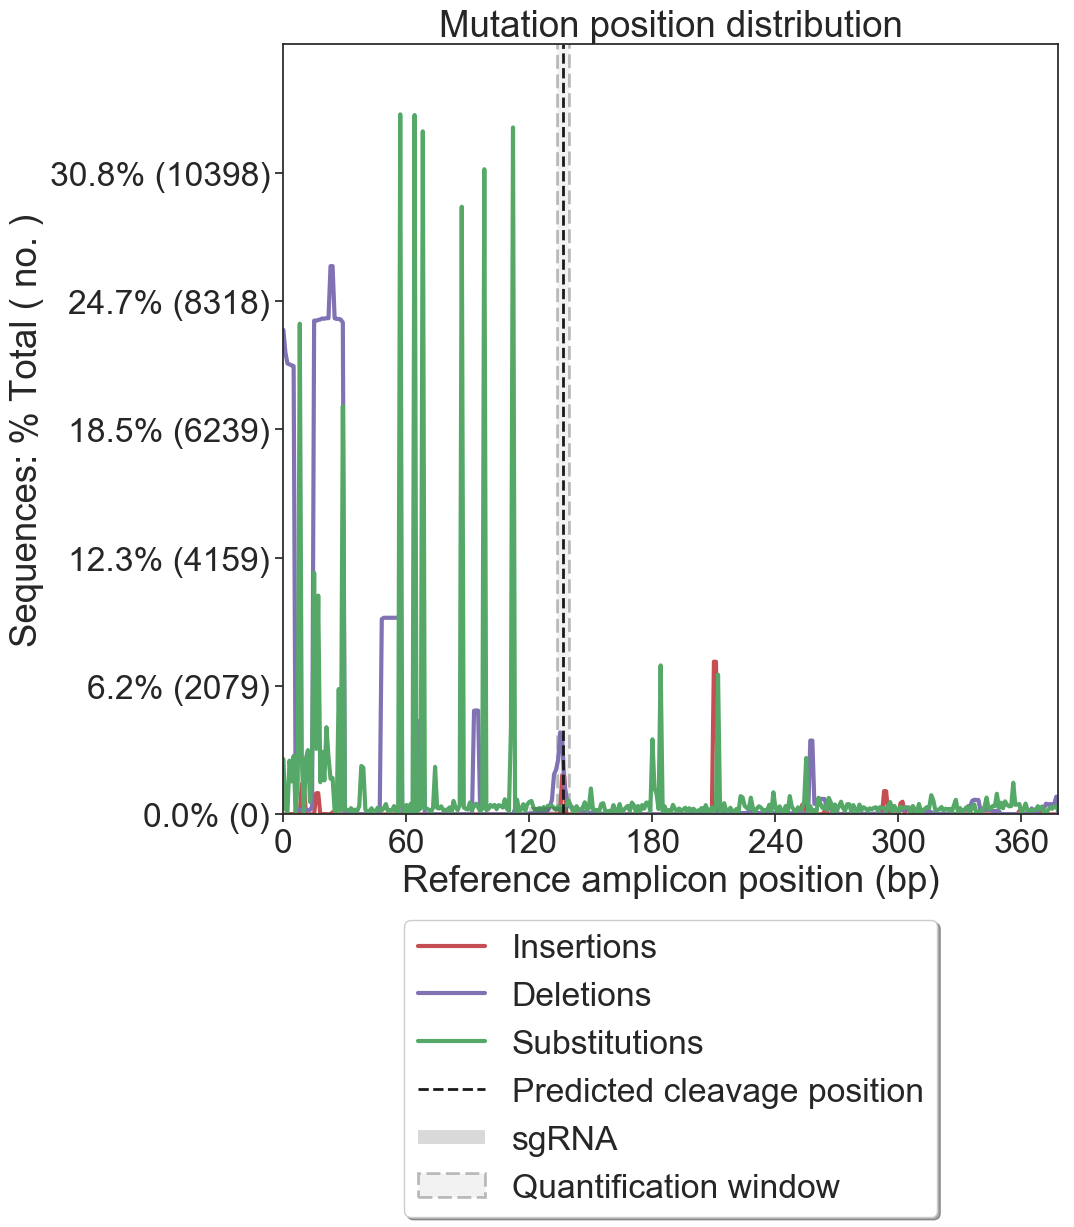 Mutation position distribution
Sequences: % Total ( no. )
30.8% (10398)
24.7% (8318)
18.5% (6239)
12.3% (4159)
6.2% (2079)
0.0% (0)
0 60 120 180 240 300 360
Reference amplicon position (bp)
Insertions
Deletions
Substitutions
Predicted cleavage position
sgRNA
Quantification window